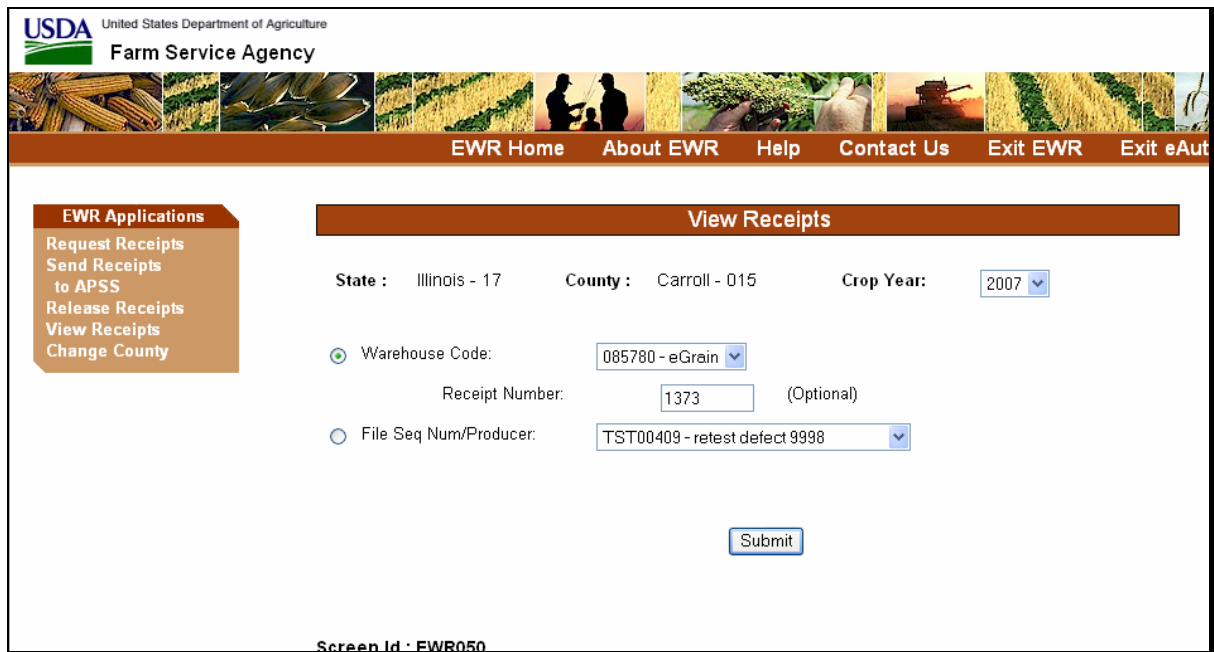 USDA United States Department of Agriculture
Farm Service Agency
EWR Home About EWR Help Contact Us Exit EWR Exit eAut
EWR Applications
Request Receipts
Send Receipts
to APSS
Release Receipts
View Receipts
Change County
View Receipts
State : Illinois - 17 County : Carroll - 015 Crop Year: 2007
Warehouse Code: 085780 - eGrain
Receipt Number: 1373 (Optional)
File Seq Num/Producer: TST00409 - retest defect 9998
Submit
Screen Id : EWR050